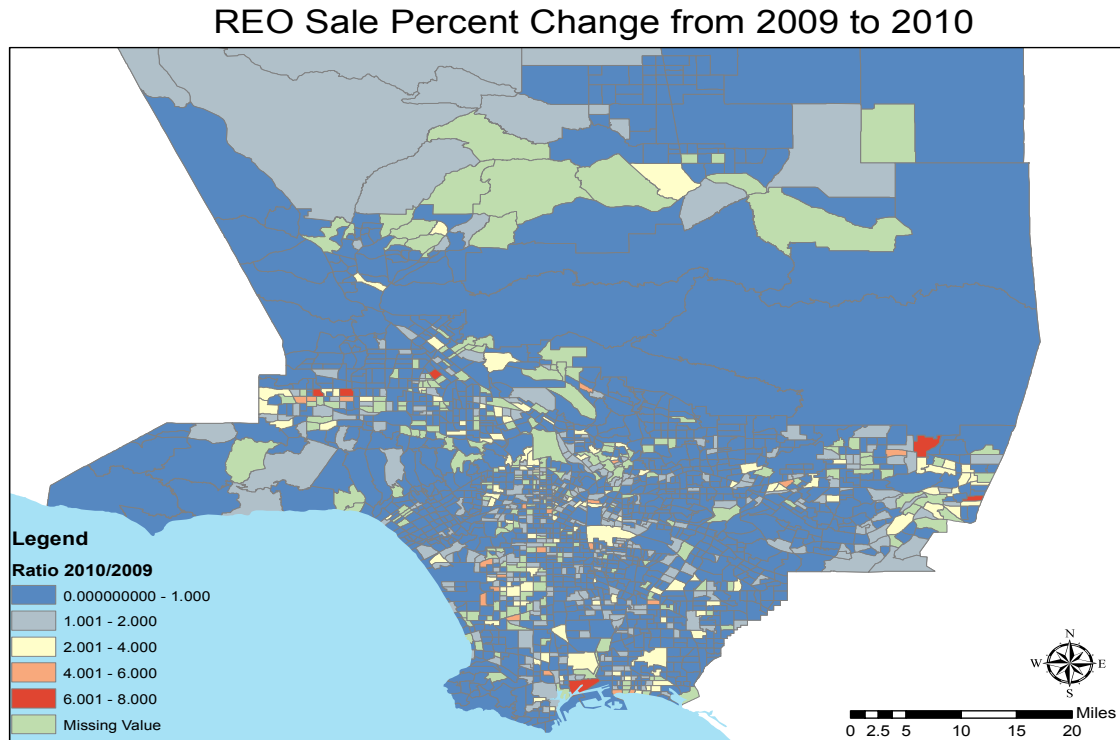 REO Sale Percent Change from 2009 to 2010
Legend
Ratio 2010/2009
0.000000000 - 1.000
1.001 - 2.000
2.001 - 4.000
4.001 - 6.000
6.001 - 8.000
Missing Value
N
W E
S
Miles
0 2.5 5 10 15 20